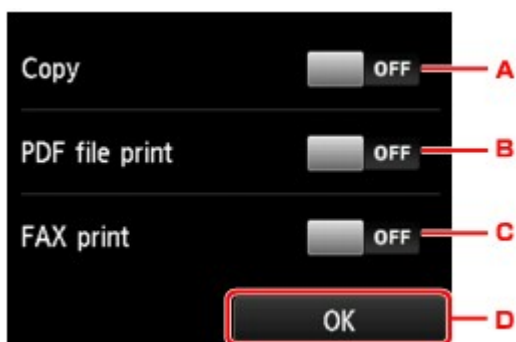 Copy OFF A
PDF file print OFF B
FAX print OFF C
OK D